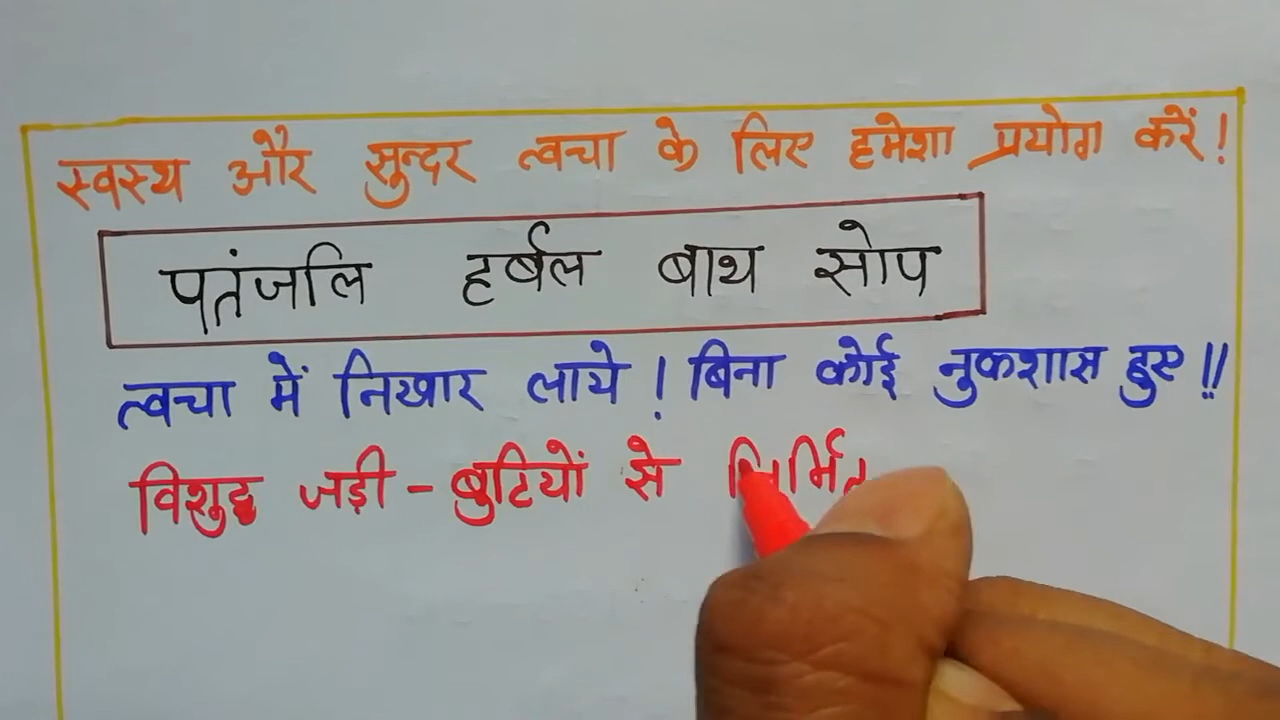 स्वस्थ और सुन्दर त्वचा के लिए हमेशा प्रयोग करें!
पतंजलि हर्बल बाथ सोप
त्वचा में निखार लाये! बिना कोई नुकशास हुए!!
विशुद्ध जड़ी-बुटियों से निर्मित